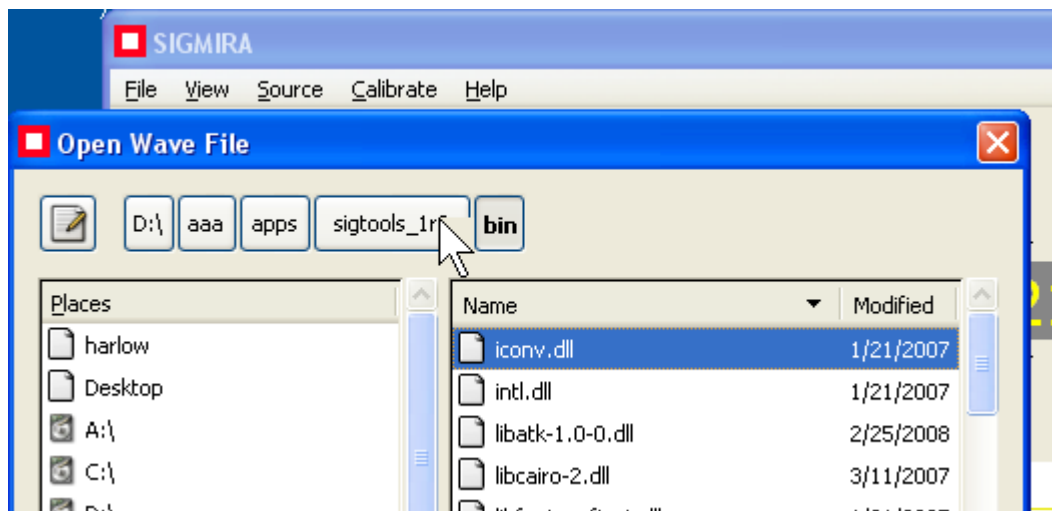 SIGMIRA
File View Source Calibrate Help
Open Wave File
D:\ aaa apps bin
Places
harlow
Desktop
A:\
C:\
Name Modified
iconv.dll 1/21/2007
intl.dll 1/21/2007
libatk-1.0-0.dll 2/25/2008
libcairo-2.dll 3/11/2007